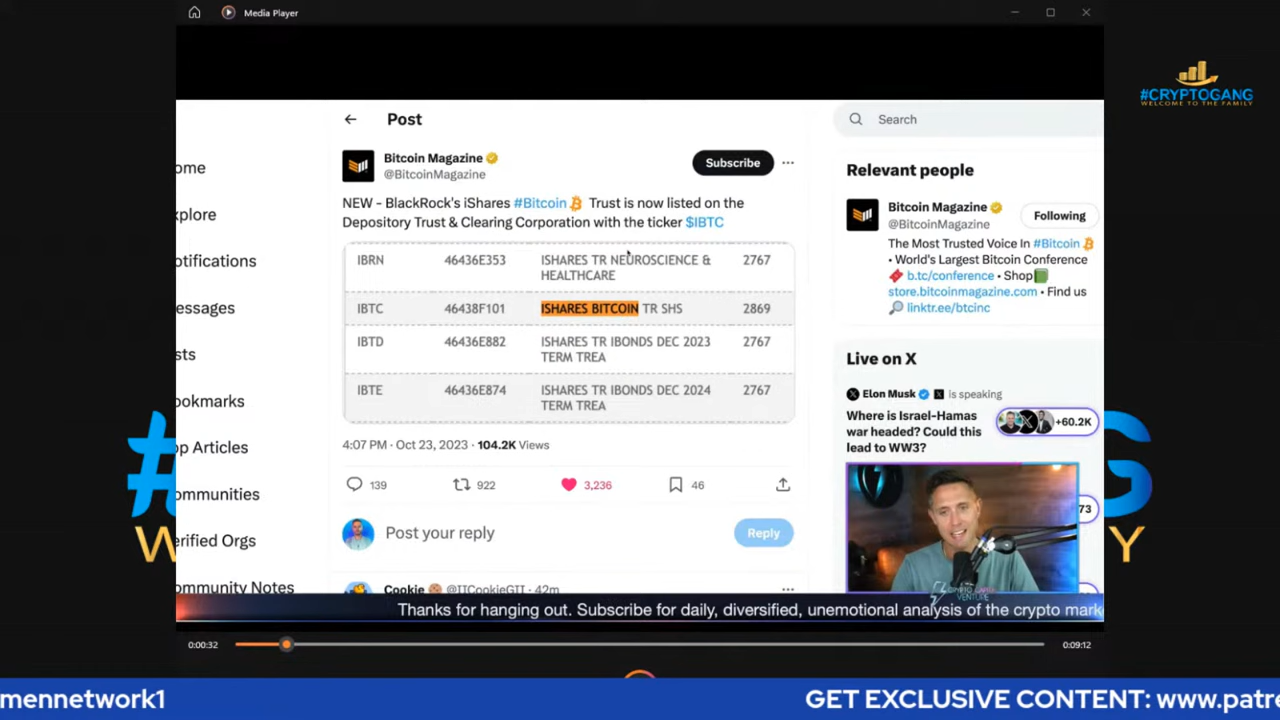 Media Player
#CRYPTOGANG
WELCOME TO THE FAMILY
Post
Search
Bitcoin Magazine
@BitcoinMagazine
Subscribe
NEW - BlackRock's iShares #Bitcoin Trust is now listed on the
Depository Trust & Clearing Corporation with the ticker $IBTC
IBRN 46436E353 ISHARES TR NEUROSCIENCE & 2767
HEALTHCARE
IBTC 46438F101 ISHARES BITCOIN TR SHS 2869
IBTD 46436E882 ISHARES TR IBONDS DEC 2023 2767
TERM TREA
IBTE 46436E874 ISHARES TR IBONDS DEC 2024 2767
TERM TREA
4:07 PM · Oct 23, 2023 · 104.2K Views
139 922 3,236 46
Post your reply
Reply
Cookie @IICookieGII · 42m
ome
xplore
otifications
essages
sts
ookmarks
op Articles
ommunities
erified Orgs
ommunity Notes
Relevant people
Bitcoin Magazine
@BitcoinMagazine
Following
The Most Trusted Voice In #Bitcoin
• World's Largest Bitcoin Conference
b.tc/conference • Shop
store.bitcoinmagazine.com • Find us
linktr.ee/btcinc
Live on X
Elon Musk X is speaking
Where is Israel-Hamas
war headed? Could this
lead to WW3?
+60.2K
73
#
G
W
Y
Thanks for hanging out. Subscribe for daily, diversified, unemotional analysis of the crypto mark
0:00:32
0:09:12
mennetwork1
GET EXCLUSIVE CONTENT: www.patre